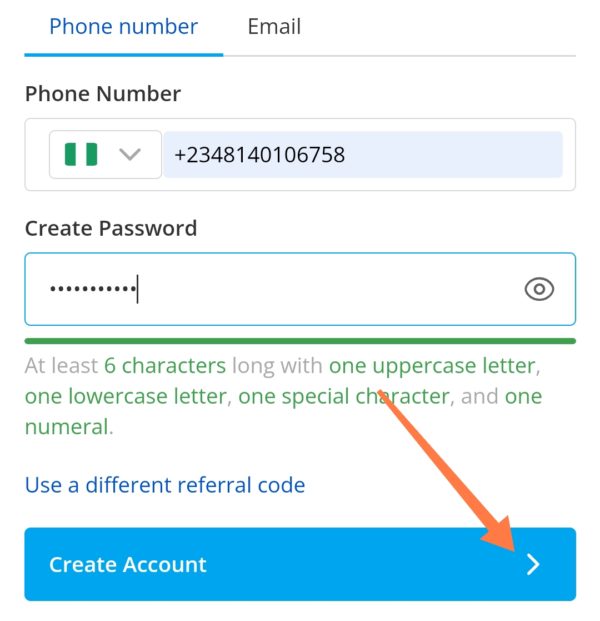 Phone number Email
Phone Number
+2348140106758
Create Password
•••••••••••
At least 6 characters long with one uppercase letter,
one lowercase letter, one special character, and one
numeral.
Use a different referral code
Create Account